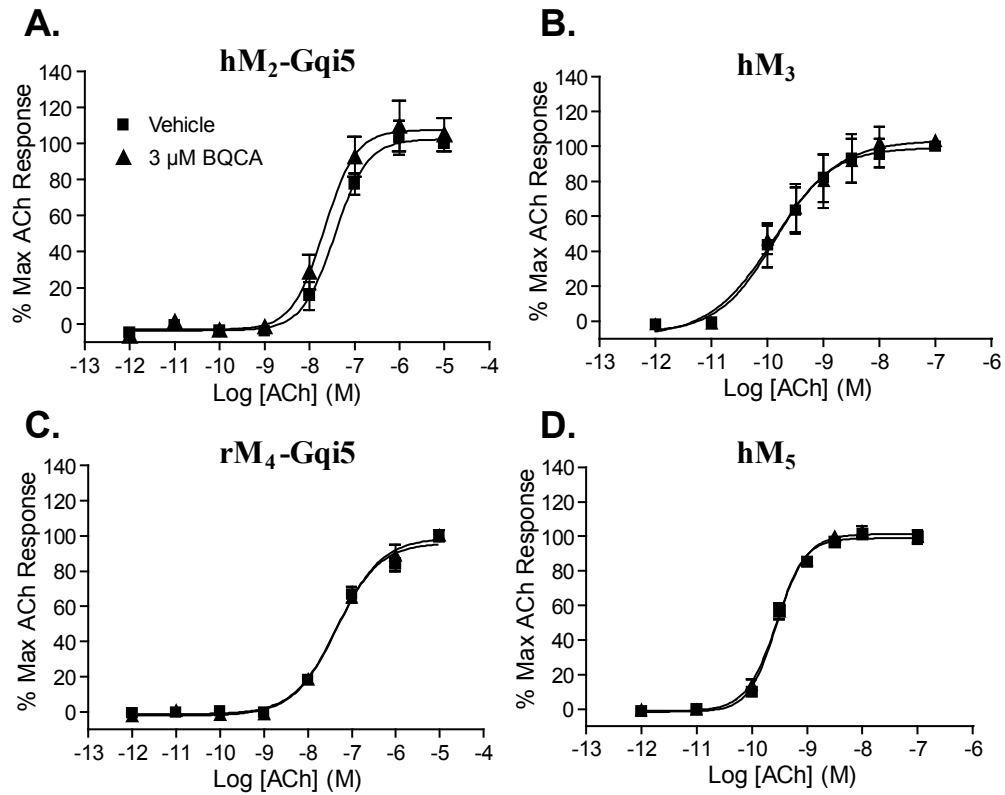 A.
hM₂-Gqi5
Vehicle
3 µM BQCA
% Max ACh Response
140
120
100
80
60
40
20
0
-13 -12 -11 -10 -9 -8 -7 -6 -5 -4
Log [ACh] (M)
B.
hM₃
% Max ACh Response
140
120
100
80
60
40
20
0
-13 -12 -11 -10 -9 -8 -7 -6
Log [ACh] (M)
C.
rM₄-Gqi5
% Max ACh Response
140
120
100
80
60
40
20
0
-13 -12 -11 -10 -9 -8 -7 -6 -5 -4
Log [ACh] (M)
D.
hM₅
% Max ACh Response
140
120
100
80
60
40
20
0
-13 -12 -11 -10 -9 -8 -7 -6
Log [ACh] (M)